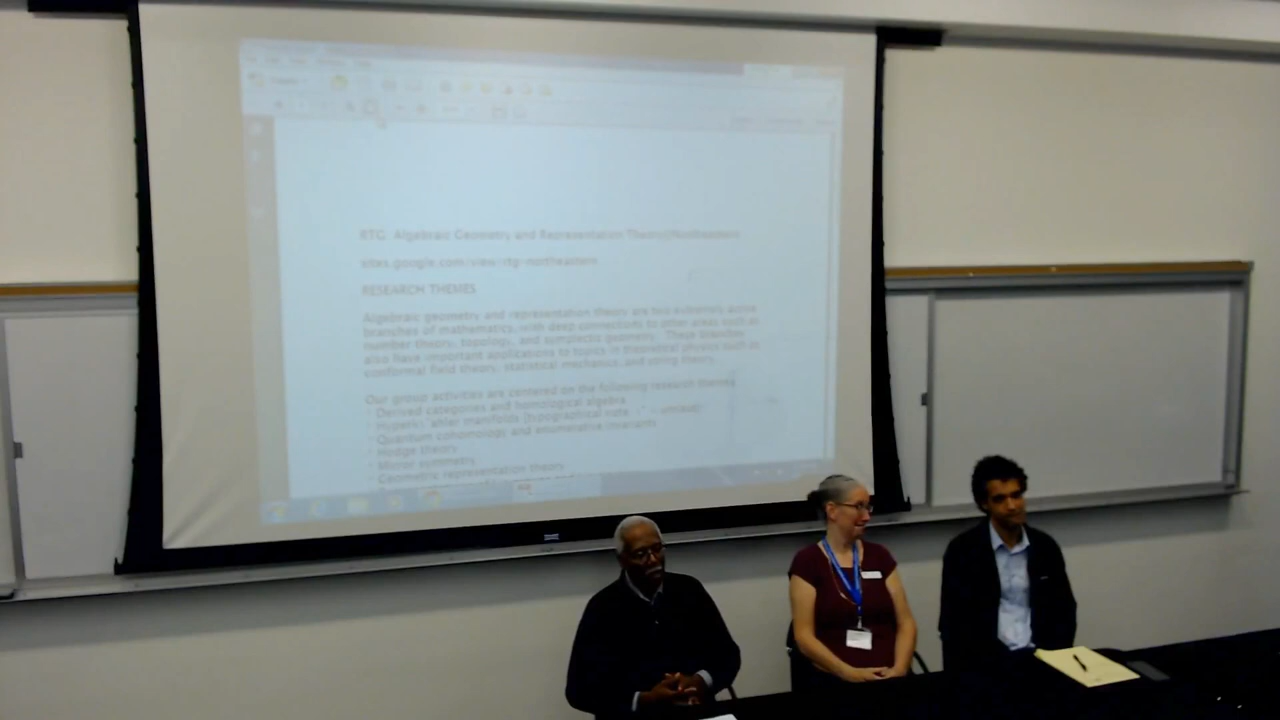 RTG: Algebraic Geometry and Representation Theory@Northeastern
sites.google.com/view/rtg-northeastern
RESEARCH THEMES
Algebraic geometry and representation theory are two extremely active
branches of mathematics, with deep connections to other areas such as
number theory, topology, and symplectic geometry. These branches
also have important applications to topics in theoretical physics such as
conformal field theory, statistical mechanics, and string theory.
Our group activities are centered on the following research themes
Derived categories and homological algebra
manifolds (typographical note
Quantum cohomology and enumerative invariants
Hodge theory
Mirror symmetry
Geometric representation theory